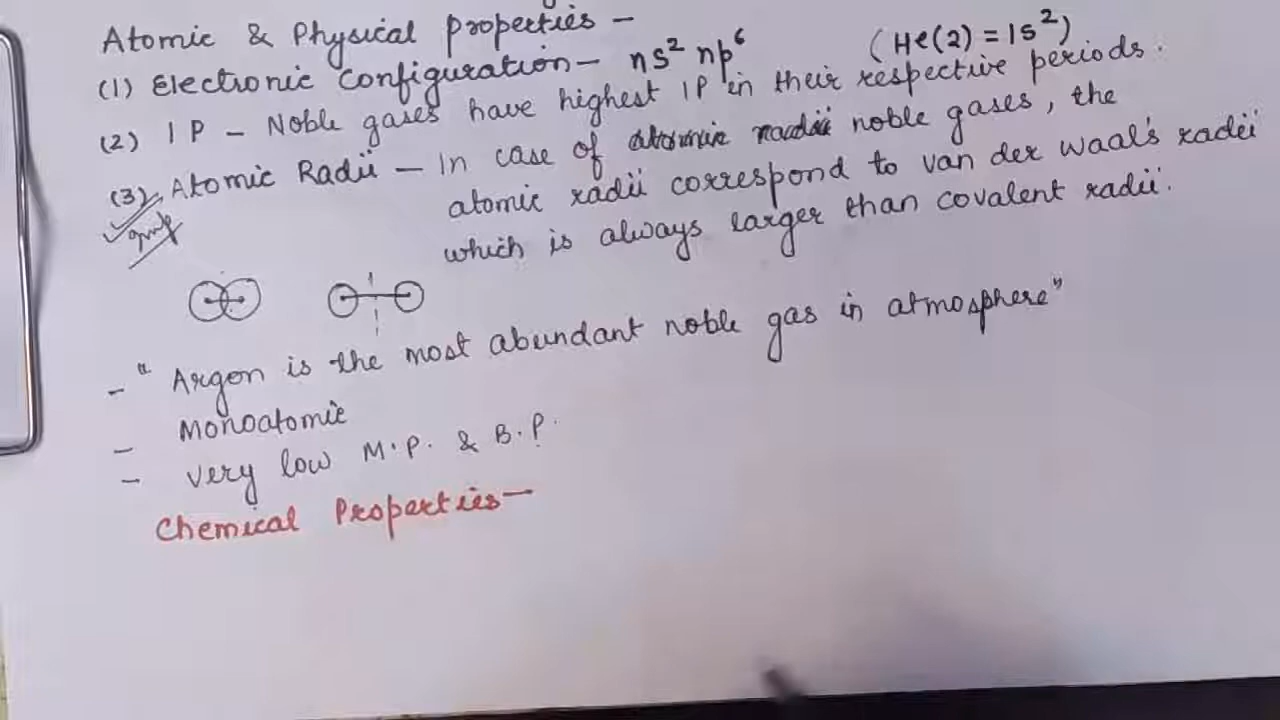 Atomic & Physical properties -
(1) Electronic Configuration - ns² np⁶ (He(2) = 1s²)
(2) IP - Noble gases have highest IP in their respective periods.
(3) Atomic Radii - In case of atomic radii noble gases, the
atomic radii correspond to van der waal's radii
which is always larger than covalent radii.
- "Argon is the most abundant noble gas in atmosphere"
- Monoatomic
- very low M.P. & B.P.
Chemical Properties -